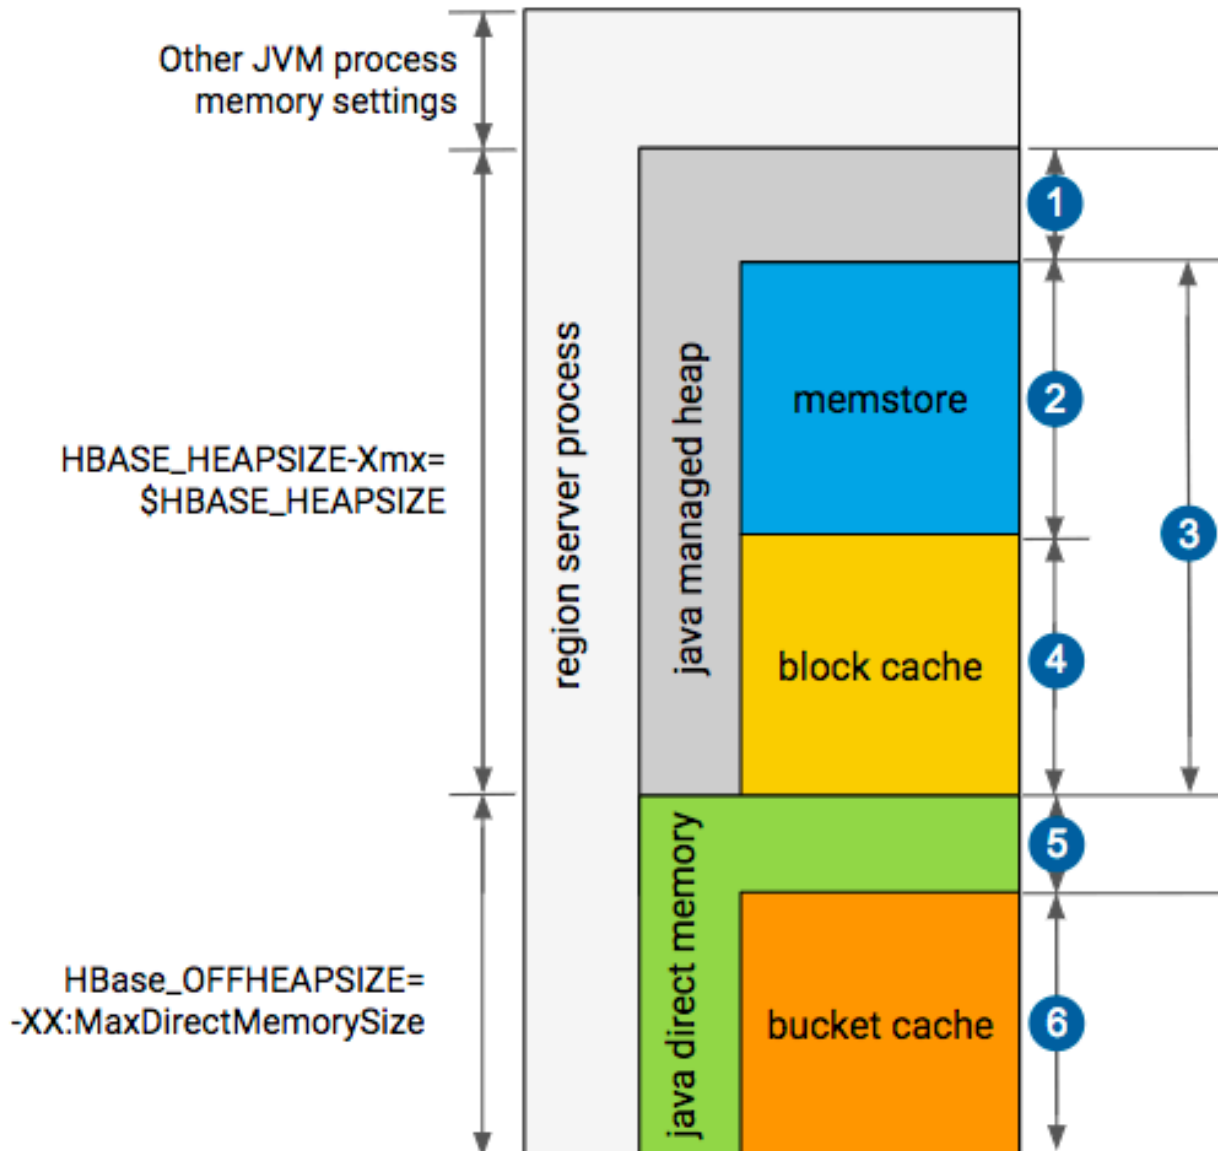 Other JVM process
memory settings
1
memstore
2
region server process
java managed heap
HBASE_HEAPSIZE-Xmx=
$HBASE_HEAPSIZE
3
block cache
4
5
java direct memory
HBase_OFFHEAPSIZE=
-XX:MaxDirectMemorySize
bucket cache
6